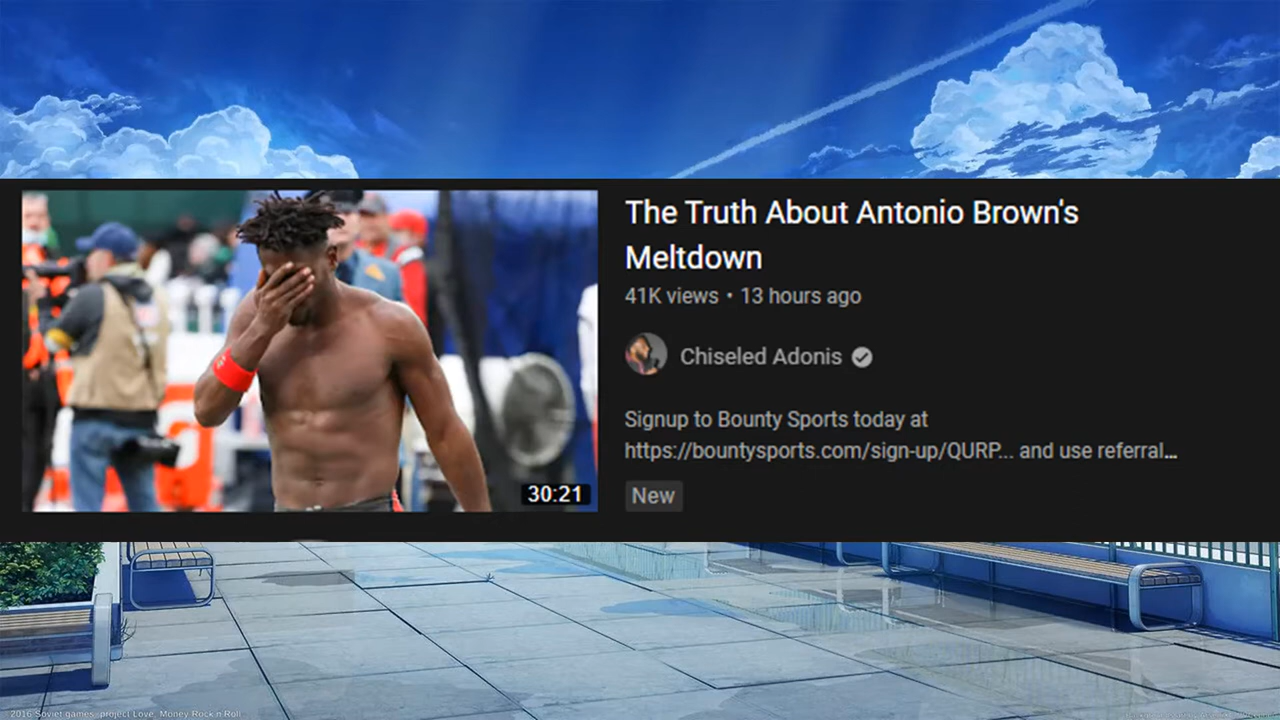 The Truth About Antonio Brown's
Meltdown
41K views • 13 hours ago
Chiseled Adonis
Signup to Bounty Sports today at
https://bountysports.com/sign-up/QURP... and use referral...
New
30:21
2016 Soviet games, project Love, Money Rock'n'Roll